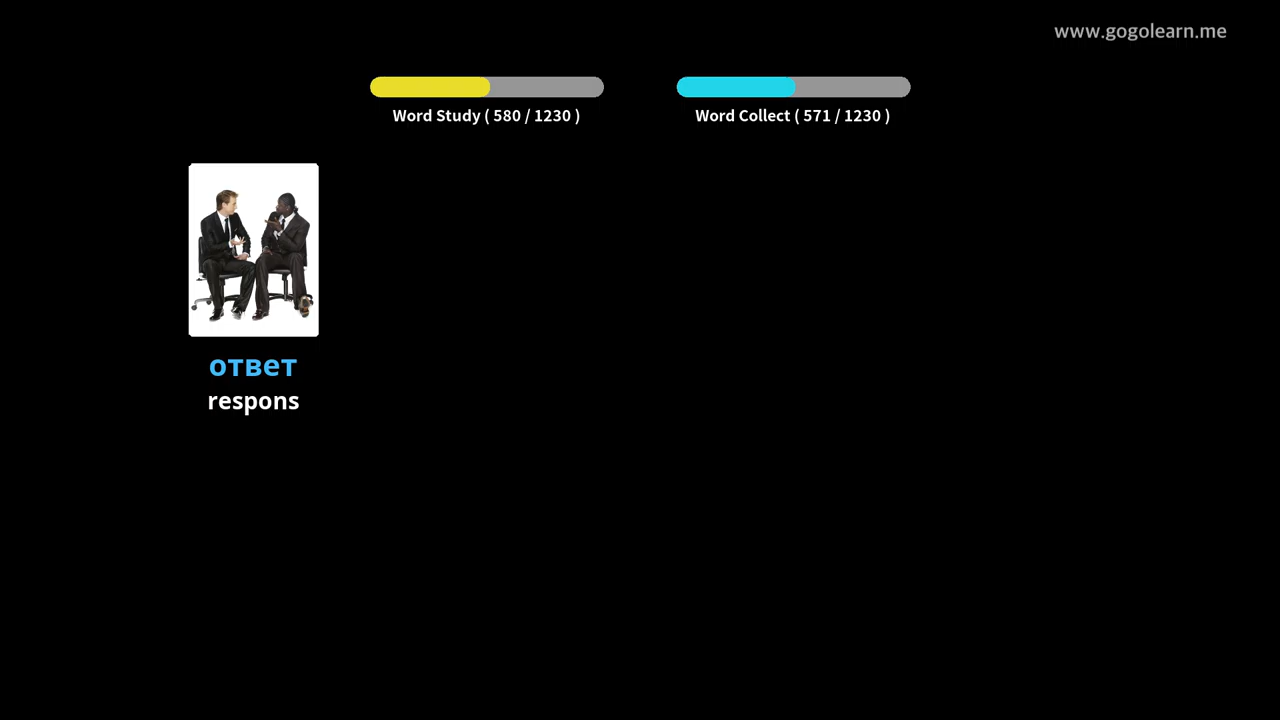 www.gogolearn.me
Word Study ( 580 / 1230 )
Word Collect ( 571 / 1230 )
ответ
respons